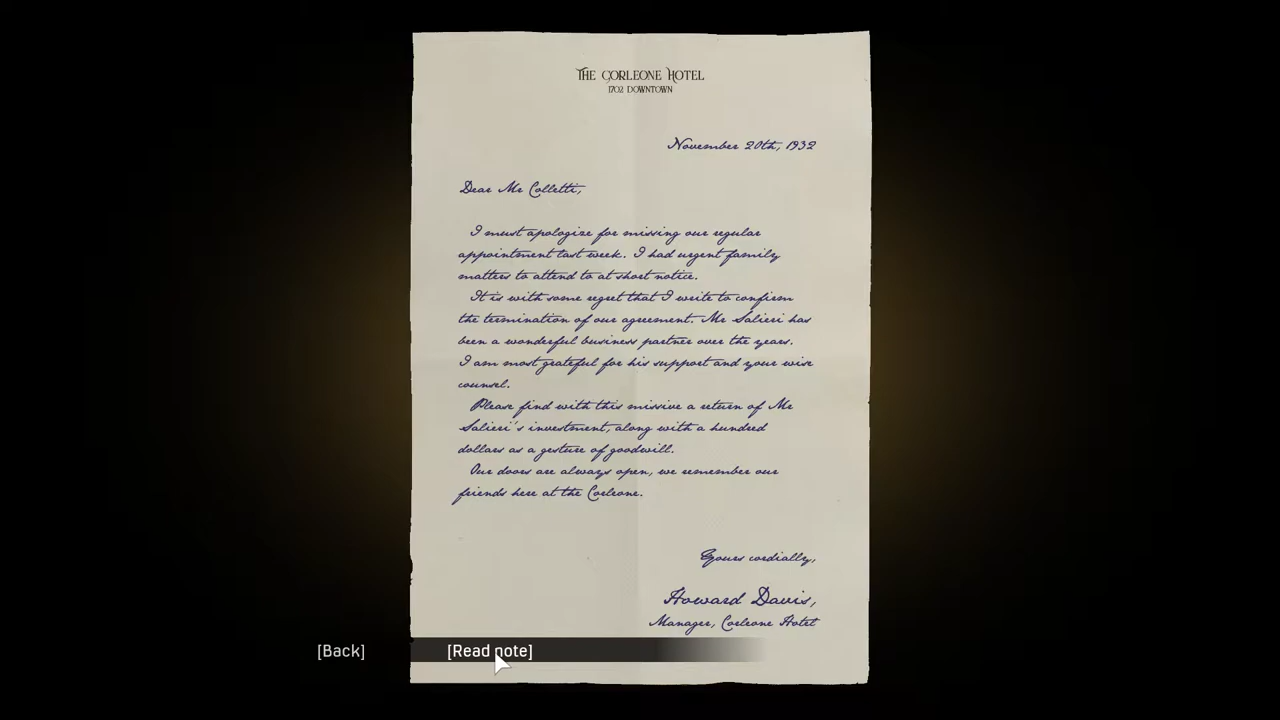 THE CORLEONE HOTEL
1702 DOWNTOWN
November 20th, 1932
Dear Mr Colletti,
I must apologize for missing our regular
appointment last week. I had urgent family
matters to attend to at short notice.
It is with some regret that I write to confirm
the termination of our agreement. Mr Salieri has
been a wonderful business partner over the years.
I am most grateful for his support and your wise
counsel.
Please find with this missive a return of Mr
Salieri's investment, along with a hundred
dollars as a gesture of goodwill.
Our doors are always open, we remember our
friends here at the Corleone.
Yours cordially,
Howard Davis,
Manager, Corleone Hotel
[Back] [Read note]